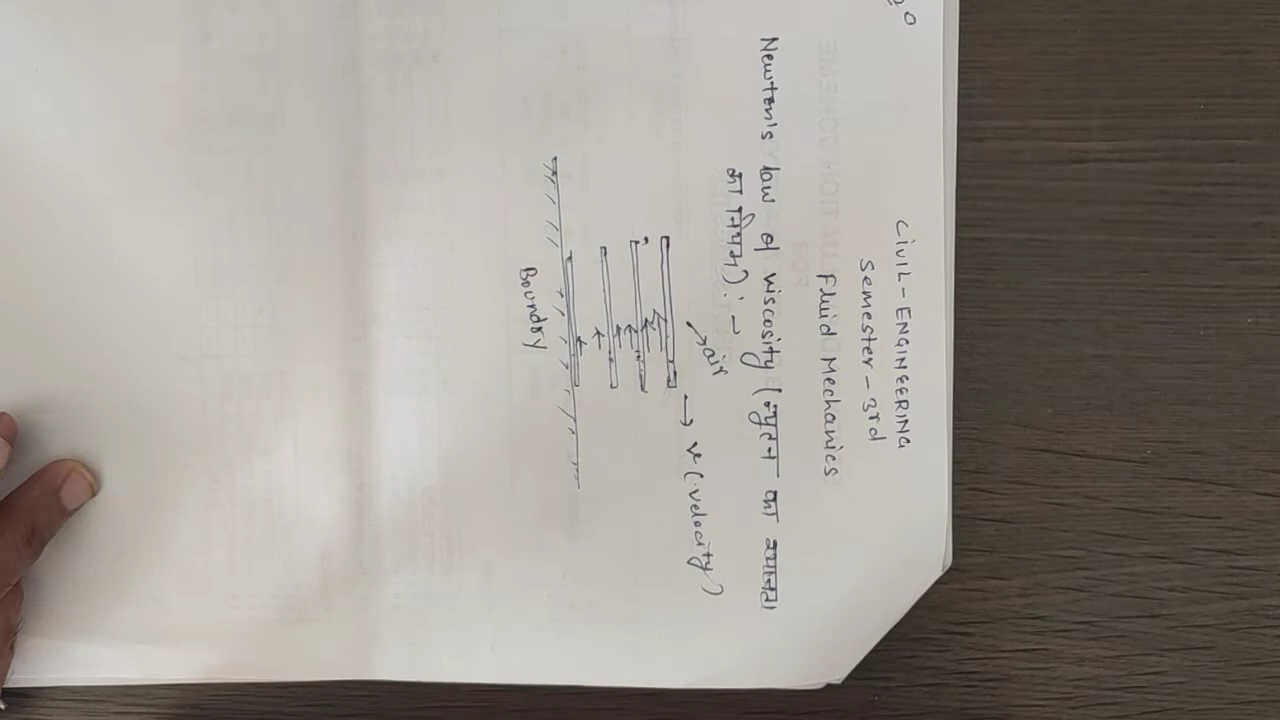 CIVIL-ENGINEERING
Semester-3rd
Fluid Mechanics
Newton's law of viscosity (न्यूटन का श्यानता
का नियम) :-
→ v (velocity)
air
Boundry